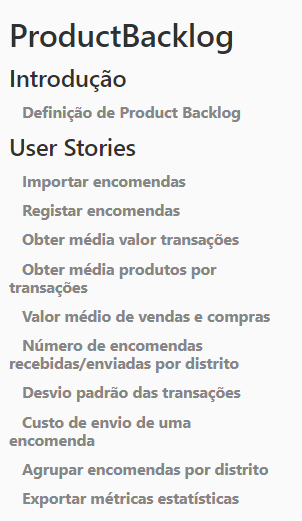 ProductBacklog
Introdução
Definição de Product Backlog
User Stories
Importar encomendas
Registar encomendas
Obter média valor transações
Obter média produtos por
transações
Valor médio de vendas e compras
Número de encomendas
recebidas/enviadas por distrito
Desvio padrão das transações
Custo de envio de uma
encomenda
Agrupar encomendas por distrito
Exportar métricas estatísticas